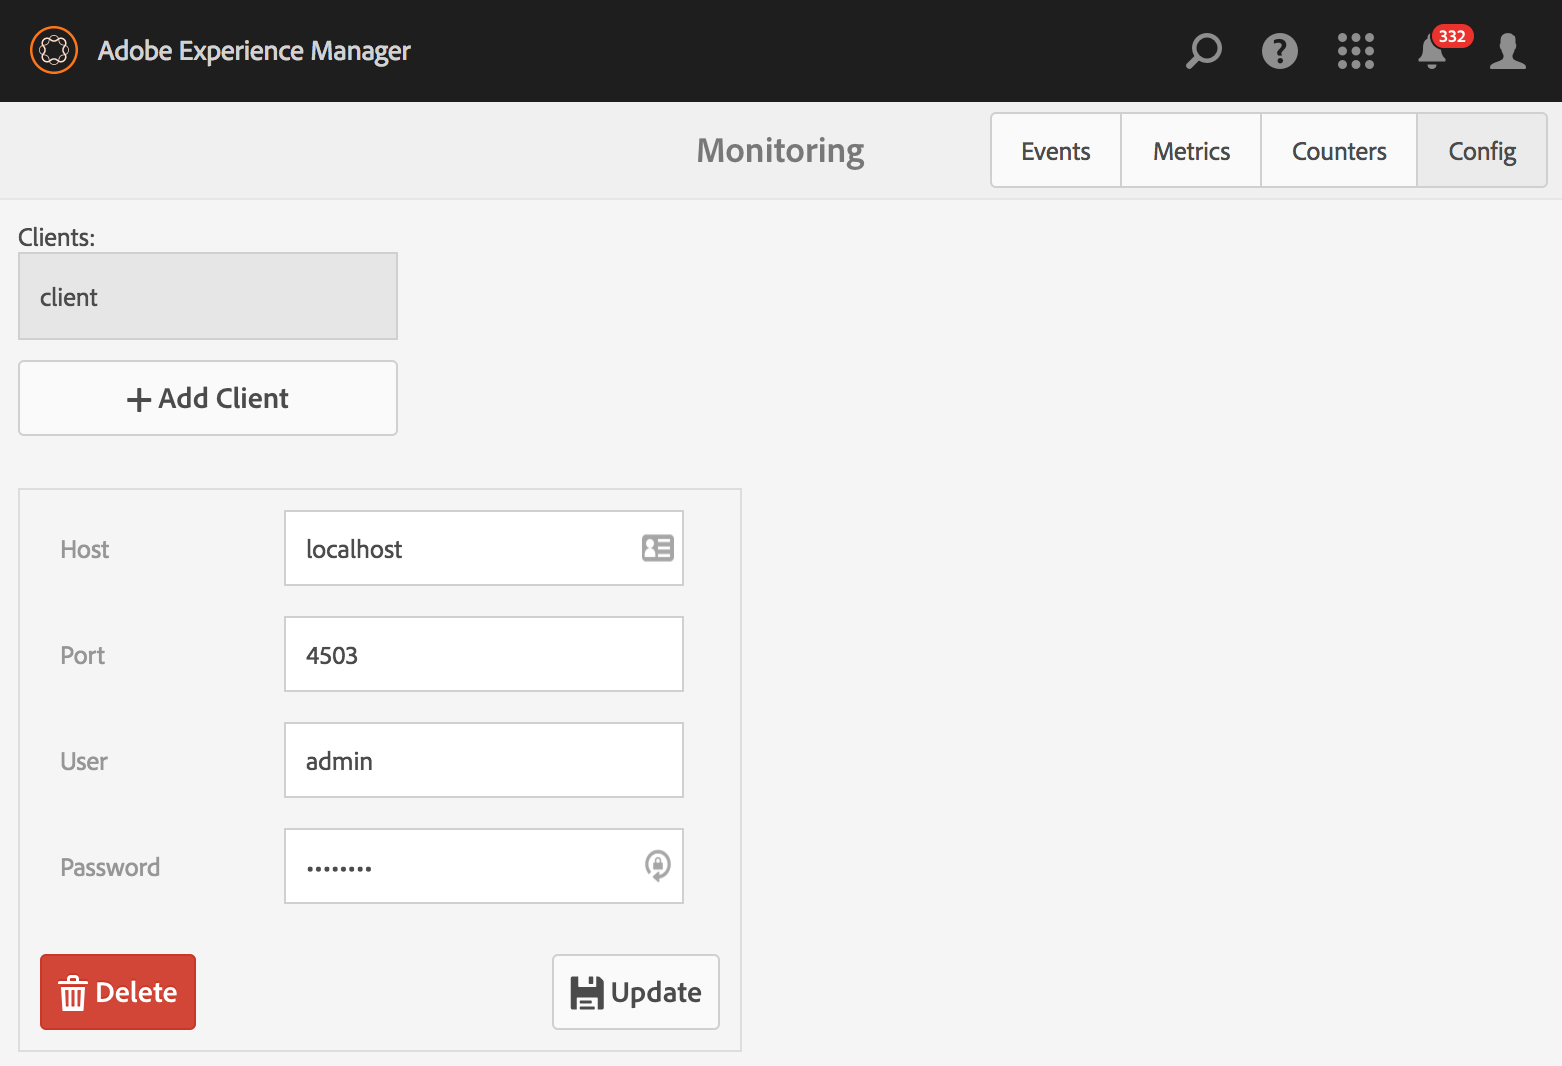 Adobe Experience Manager
332
Monitoring
Events
Metrics
Counters
Config
Clients:
client
+ Add Client
Host
localhost
Port
4503
User
admin
Password
••••••••
Delete
Update